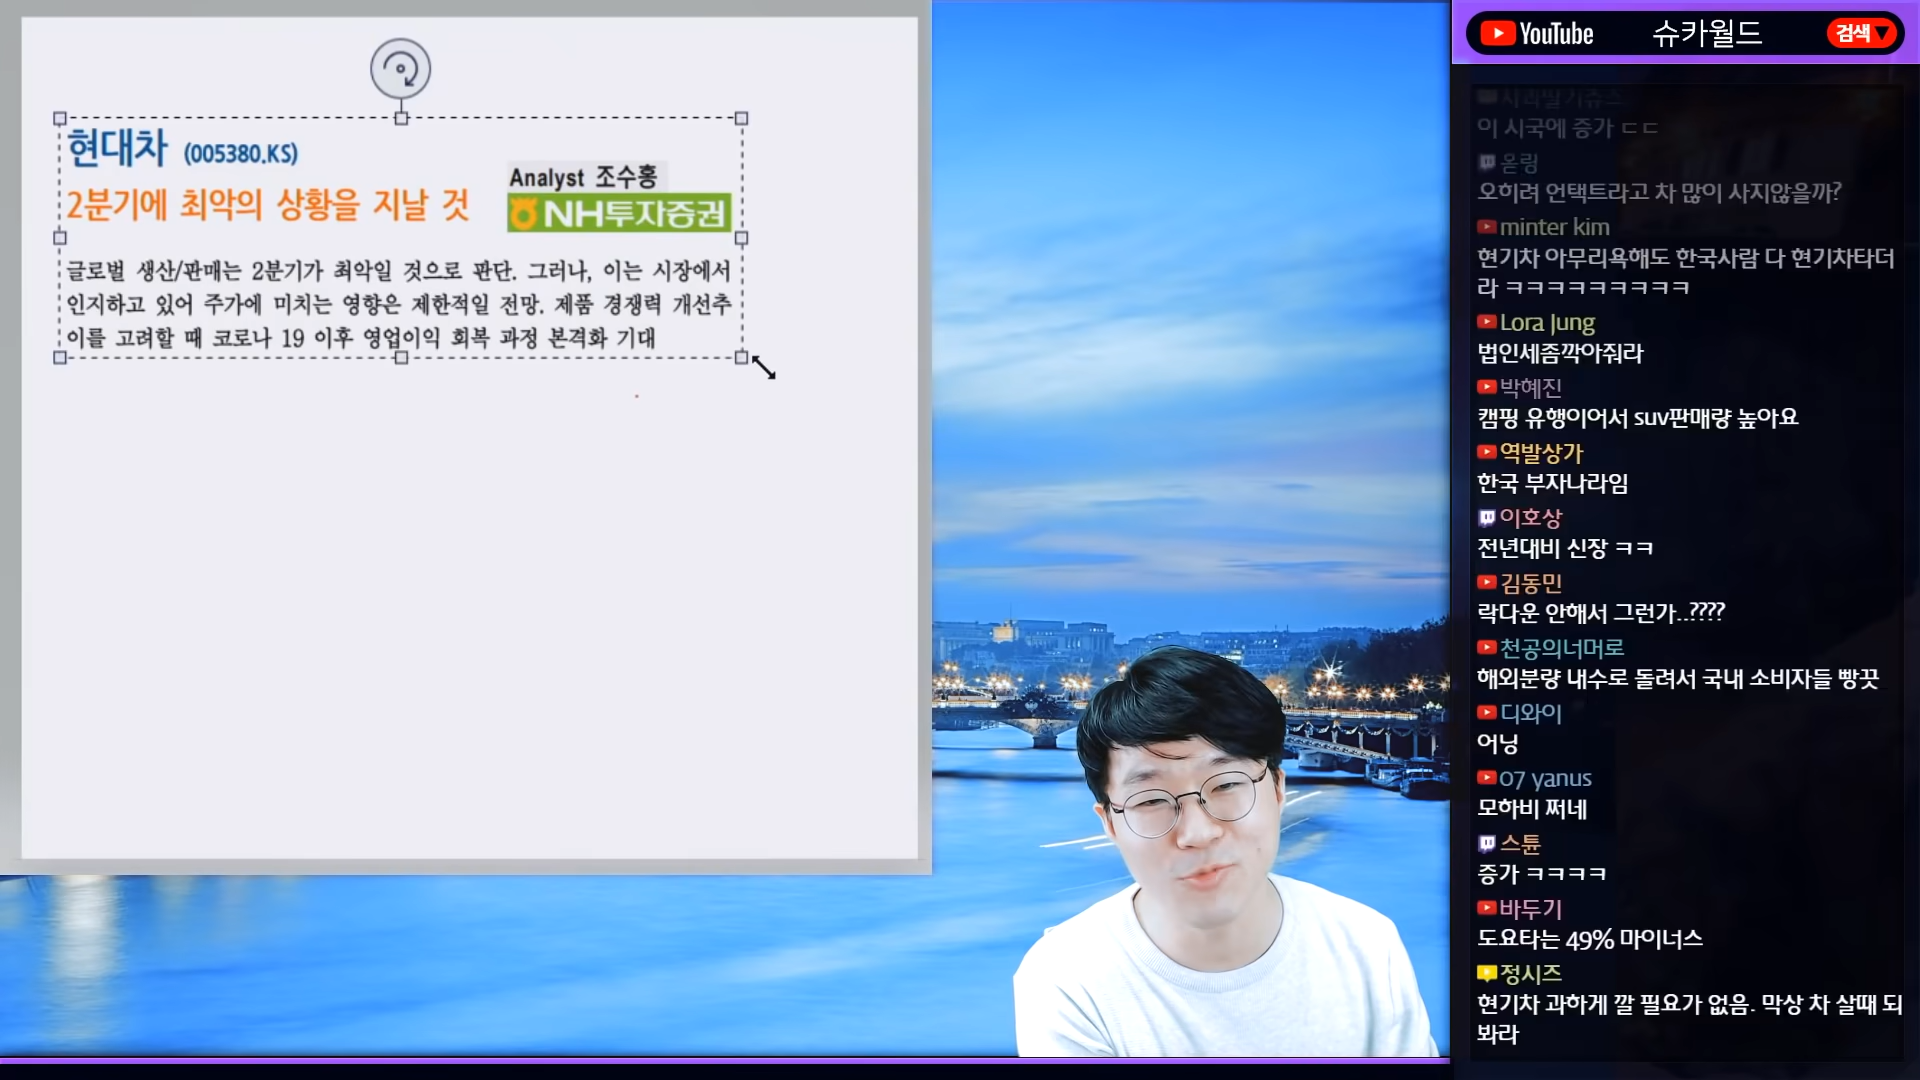 현대차 (005380.KS)
2분기에 최악의 상황을 지날 것
Analyst 조수홍
NH투자증권
글로벌 생산/판매는 2분기가 최악일 것으로 판단. 그러나, 이는 시장에서
인지하고 있어 주가에 미치는 영향은 제한적일 전망. 제품 경쟁력 개선추
이를 고려할 때 코로나 19 이후 영업이익 회복 과정 본격화 기대
YouTube 슈카월드 검색▼
이 시국에 증가 ㄷㄷ
욛링
오히려 언택트라고 차 많이 사지않을까?
minter kim
현기차 아무리욕해도 한국사람 다 현기차타더
라 ㅋㅋㅋㅋㅋㅋㅋㅋㅋ
Lora Jung
법인세좀깍아줘라
박혜진
캠핑 유행이어서 suv판매량 높아요
역발상가
한국 부자나라임
이호상
전년대비 신장 ㅋㅋ
김동민
락다운 안해서 그런가..????
천공의너머로
해외분량 내수로 돌려서 국내 소비자들 빵끗
디와이
어닝
07 yanus
모하비 쩌네
스튠
증가 ㅋㅋㅋㅋ
바두기
도요타는 49% 마이너스
정시즈
현기차 과하게 깔 필요가 없음. 막상 차 살때 되
봐라